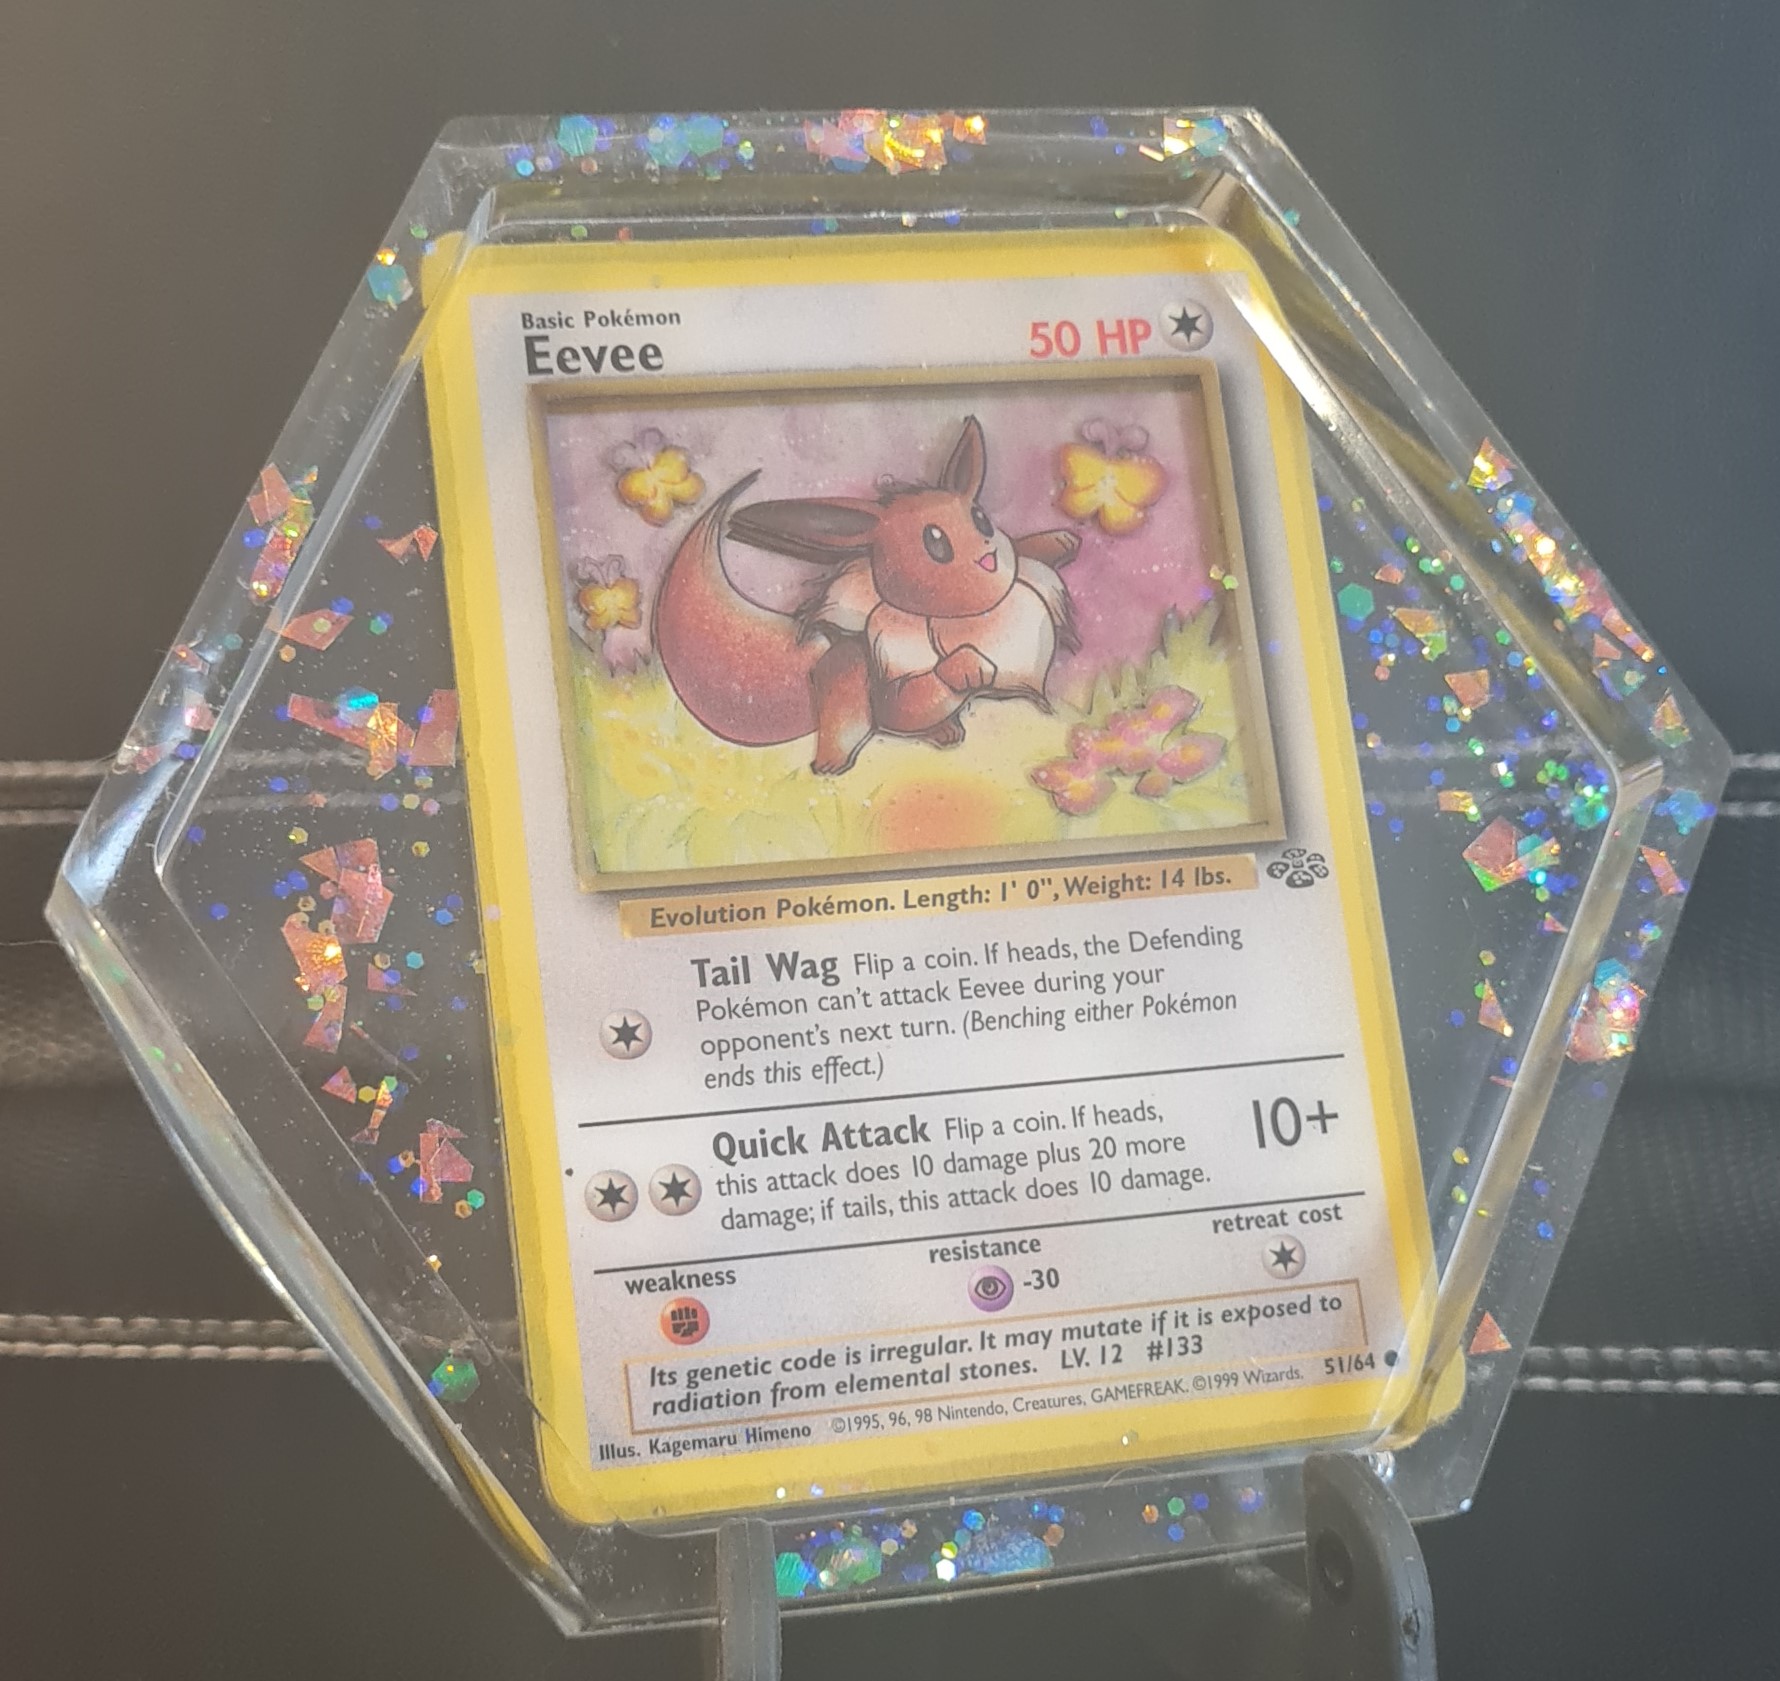 Basic Pokémon
Eevee
50 HP
Evolution Pokémon. Length: 1' 0", Weight: 14 lbs.
Tail Wag Flip a coin. If heads, the Defending
Pokémon can't attack Eevee during your
opponent's next turn. (Benching either Pokémon
ends this effect.)
Quick Attack Flip a coin. If heads,
this attack does 10 damage plus 20 more
damage; if tails, this attack does 10 damage.
10+
weakness
resistance
retreat cost
-30
Its genetic code is irregular. It may mutate if it is exposed to
radiation from elemental stones. LV. 12 #133
Illus. Kagemaru Himeno ©1995, 96, 98 Nintendo, Creatures, GAMEFREAK. ©1999 Wizards. 51/64